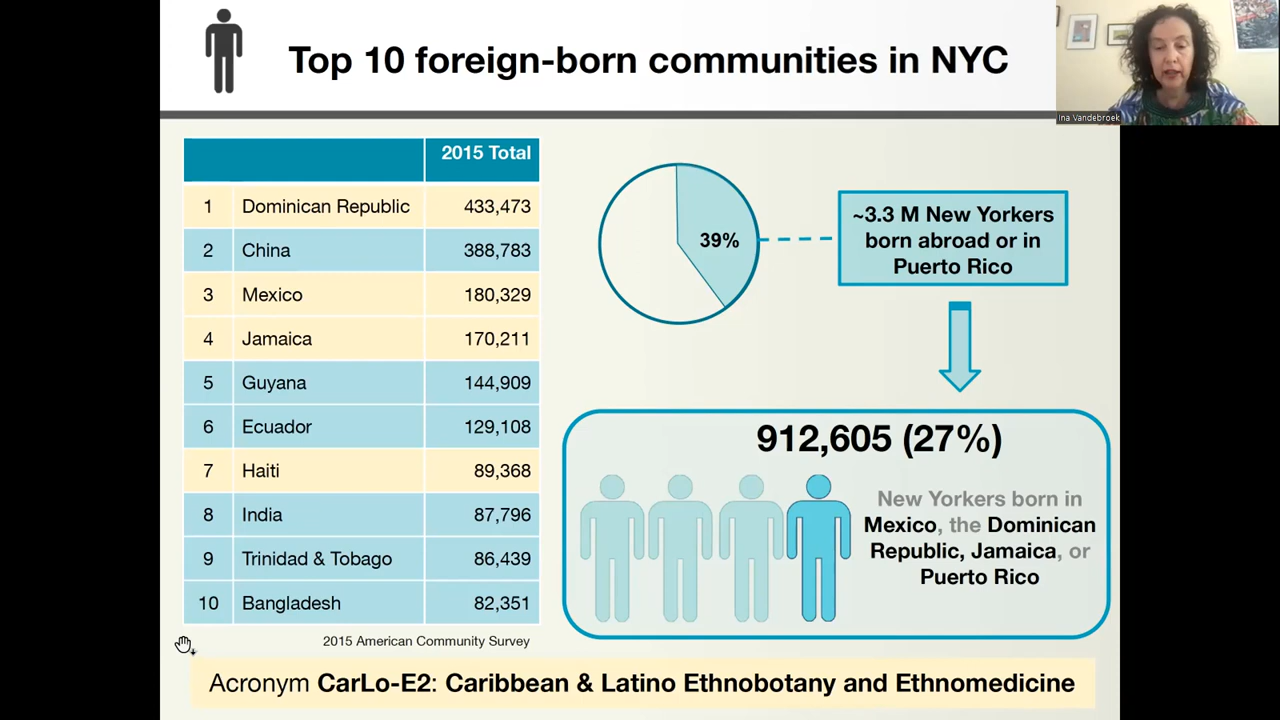 Top 10 foreign-born communities in NYC
Ina Vandebroek
2015 Total
1 Dominican Republic 433,473
2 China 388,783
3 Mexico 180,329
4 Jamaica 170,211
5 Guyana 144,909
6 Ecuador 129,108
7 Haiti 89,368
8 India 87,796
9 Trinidad & Tobago 86,439
10 Bangladesh 82,351
2015 American Community Survey
39%
~3.3 M New Yorkers
born abroad or in
Puerto Rico
912,605 (27%)
New Yorkers born in
Mexico, the Dominican
Republic, Jamaica, or
Puerto Rico
Acronym CarLo-E2: Caribbean & Latino Ethnobotany and Ethnomedicine